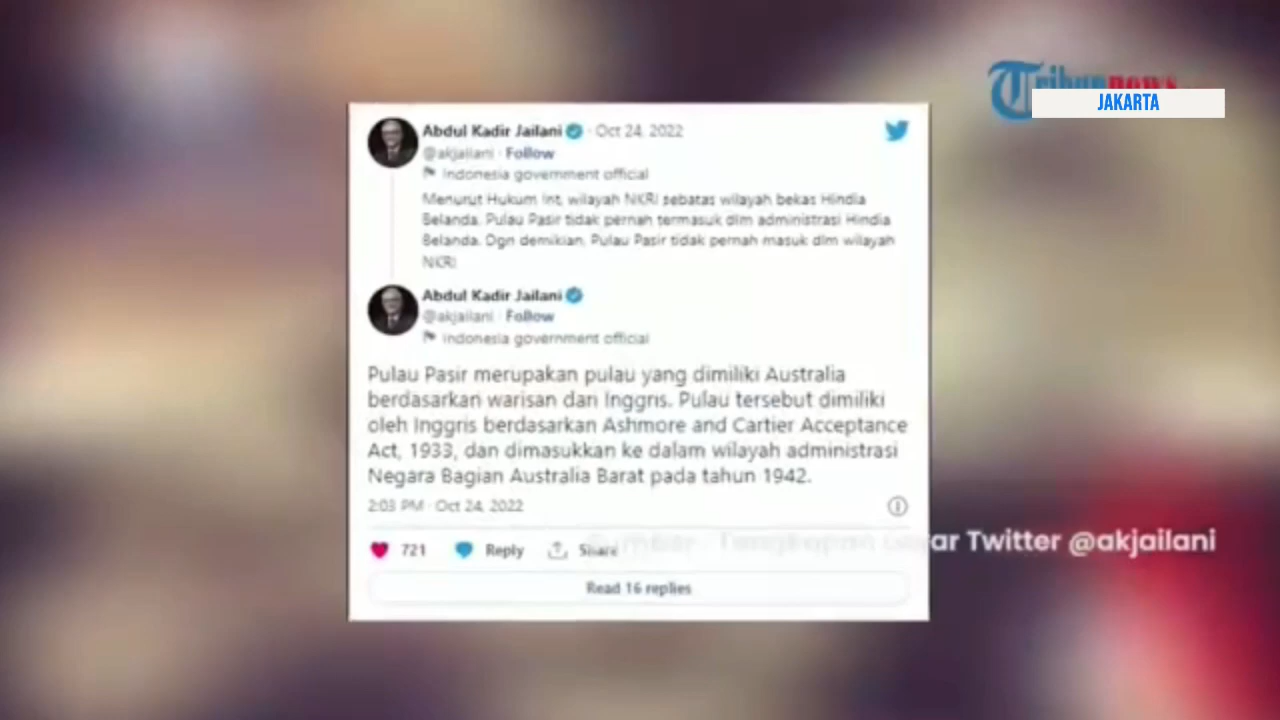 Tribunnews
JAKARTA
Abdul Kadir Jailani · Oct 24, 2022
@akjailani · Follow
Indonesia government official
Menurut Hukum Int, wilayah NKRI sebatas wilayah bekas Hindia
Belanda. Pulau Pasir tidak pernah termasuk dlm administrasi Hindia
Belanda. Dgn demikian, Pulau Pasir tidak pernah masuk dlm wilayah
NKRI
Abdul Kadir Jailani
@akjailani · Follow
Indonesia government official
Pulau Pasir merupakan pulau yang dimiliki Australia
berdasarkan warisan dari Inggris. Pulau tersebut dimiliki
oleh Inggris berdasarkan Ashmore and Cartier Acceptance
Act, 1933, dan dimasukkan ke dalam wilayah administrasi
Negara Bagian Australia Barat pada tahun 1942.
2:03 PM · Oct 24, 2022
721 Reply Share
Sumber: Tangkapan Layar Twitter @akjailani
Read 16 replies